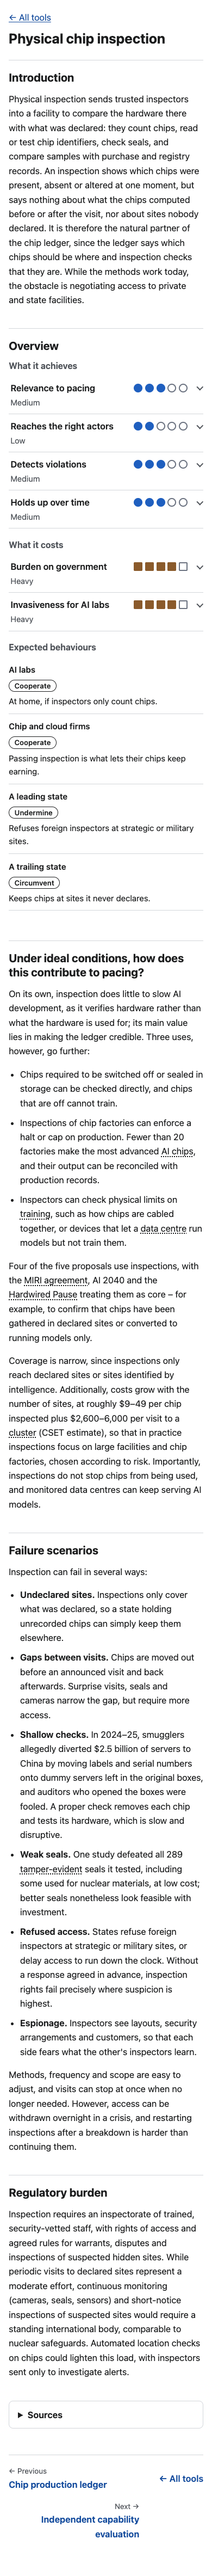 ← All tools
Physical chip inspection
Introduction
Physical inspection sends trusted inspectors
into a facility to compare the hardware there
with what was declared: they count chips, read
or test chip identifiers, check seals, and
compare samples with purchase and registry
records. An inspection shows which chips were
present, absent or altered at one moment, but
says nothing about what the chips computed
before or after the visit, nor about sites nobody
declared. It is therefore the natural partner of
the chip ledger, since the ledger says which
chips should be where and inspection checks
that they are. While the methods work today,
the obstacle is negotiating access to private
and state facilities.
Overview
What it achieves
Relevance to pacing
Medium
Reaches the right actors
Low
Detects violations
Medium
Holds up over time
Medium
What it costs
Burden on government
Heavy
Invasiveness for AI labs
Heavy
Expected behaviours
AI labs
Cooperate
At home, if inspectors only count chips.
Chip and cloud firms
Cooperate
Passing inspection is what lets their chips keep
earning.
A leading state
Undermine
Refuses foreign inspectors at strategic or military
sites.
A trailing state
Circumvent
Keeps chips at sites it never declares.
Under ideal conditions, how does
this contribute to pacing?
On its own, inspection does little to slow AI
development, as it verifies hardware rather than
what the hardware is used for; its main value
lies in making the ledger credible. Three uses,
however, go further:
• Chips required to be switched off or sealed in
storage can be checked directly, and chips
that are off cannot train.
• Inspections of chip factories can enforce a
halt or cap on production. Fewer than 20
factories make the most advanced AI chips,
and their output can be reconciled with
production records.
• Inspectors can check physical limits on
training, such as how chips are cabled
together, or devices that let a data centre run
models but not train them.
Four of the five proposals use inspections, with
the MIRI agreement, AI 2040 and the
Hardwired Pause treating them as core – for
example, to confirm that chips have been
gathered in declared sites or converted to
running models only.
Coverage is narrow, since inspections only
reach declared sites or sites identified by
intelligence. Additionally, costs grow with the
number of sites, at roughly $9–49 per chip
inspected plus $2,600–6,000 per visit to a
cluster (CSET estimate), so that in practice
inspections focus on large facilities and chip
factories, chosen according to risk. Importantly,
inspections do not stop chips from being used,
and monitored data centres can keep serving AI
models.
Failure scenarios
Inspection can fail in several ways:
• Undeclared sites. Inspections only cover
what was declared, so a state holding
unrecorded chips can simply keep them
elsewhere.
• Gaps between visits. Chips are moved out
before an announced visit and back
afterwards. Surprise visits, seals and
cameras narrow the gap, but require more
access.
• Shallow checks. In 2024–25, smugglers
allegedly diverted $2.5 billion of servers to
China by moving labels and serial numbers
onto dummy servers left in the original boxes,
and auditors who opened the boxes were
fooled. A proper check removes each chip
and tests its hardware, which is slow and
disruptive.
• Weak seals. One study defeated all 289
tamper-evident seals it tested, including
some used for nuclear materials, at low cost;
better seals nonetheless look feasible with
investment.
• Refused access. States refuse foreign
inspectors at strategic or military sites, or
delay access to run down the clock. Without
a response agreed in advance, inspection
rights fail precisely where suspicion is
highest.
• Espionage. Inspectors see layouts, security
arrangements and customers, so that each
side fears what the other's inspectors learn.
Methods, frequency and scope are easy to
adjust, and visits can stop at once when no
longer needed. However, access can be
withdrawn overnight in a crisis, and restarting
inspections after a breakdown is harder than
continuing them.
Regulatory burden
Inspection requires an inspectorate of trained,
security-vetted staff, with rights of access and
agreed rules for warrants, disputes and
inspections of suspected hidden sites. While
periodic visits to declared sites represent a
moderate effort, continuous monitoring
(cameras, seals, sensors) and short-notice
inspections of suspected sites would require a
standing international body, comparable to
nuclear safeguards. Automated location checks
on chips could lighten this load, with inspectors
sent only to investigate alerts.
▶ Sources
← Previous
Chip production ledger
← All tools
Next →
Independent capability
evaluation